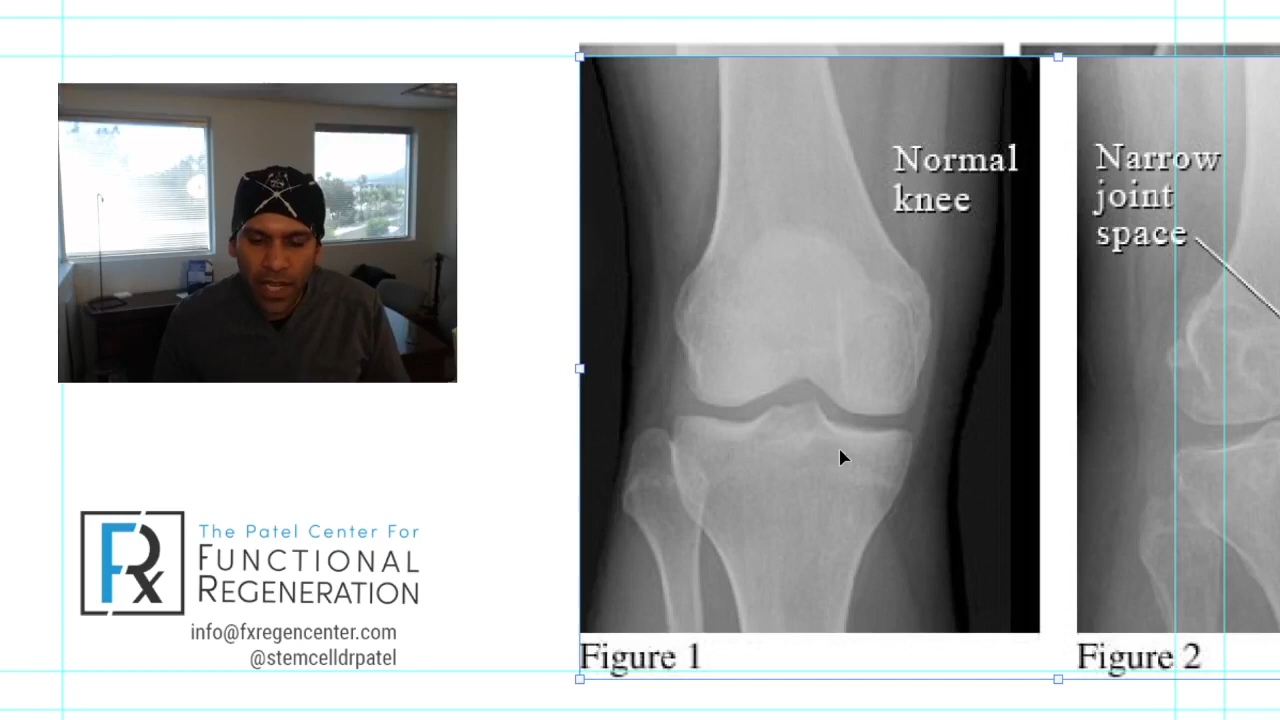 Normal
knee
Narrow
joint
space
The Patel Center For
FUNCTIONAL
REGENERATION
FRx
info@fxregencenter.com
@stemcelldrpatel
Figure 1
Figure 2